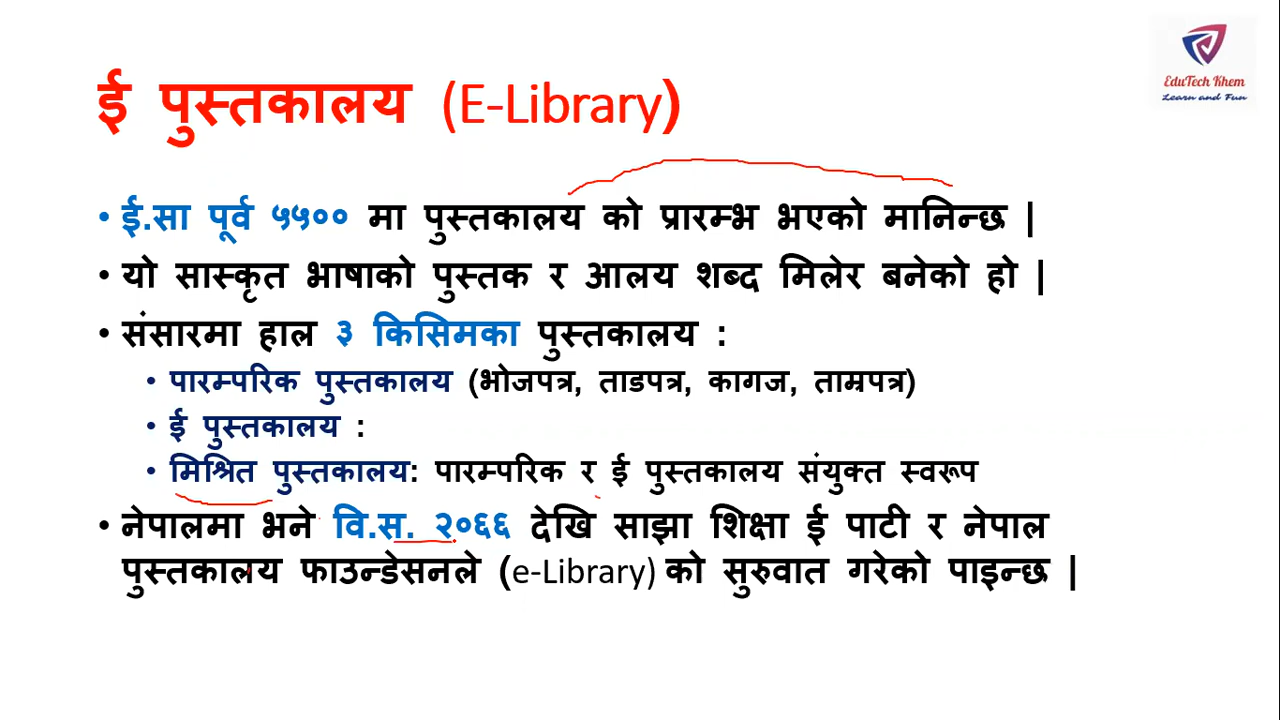 EduTech Khem
Learn and Fun
ई पुस्तकालय (E-Library)
• ई.सा पूर्व ५५०० मा पुस्तकालय को प्रारम्भ भएको मानिन्छ |
• यो सास्कृत भाषाको पुस्तक र आलय शब्द मिलेर बनेको हो |
• संसारमा हाल ३ किसिमका पुस्तकालय :
• पारम्परिक पुस्तकालय (भोजपत्र, ताडपत्र, कागज, ताम्रपत्र)
• ई पुस्तकालय :
• मिश्रित पुस्तकालय: पारम्परिक र ई पुस्तकालय संयुक्त स्वरूप
• नेपालमा भने वि.स. २०६६ देखि साझा शिक्षा ई पाटी र नेपाल
पुस्तकालय फाउन्डेसनले (e-Library) को सुरुवात गरेको पाइन्छ |